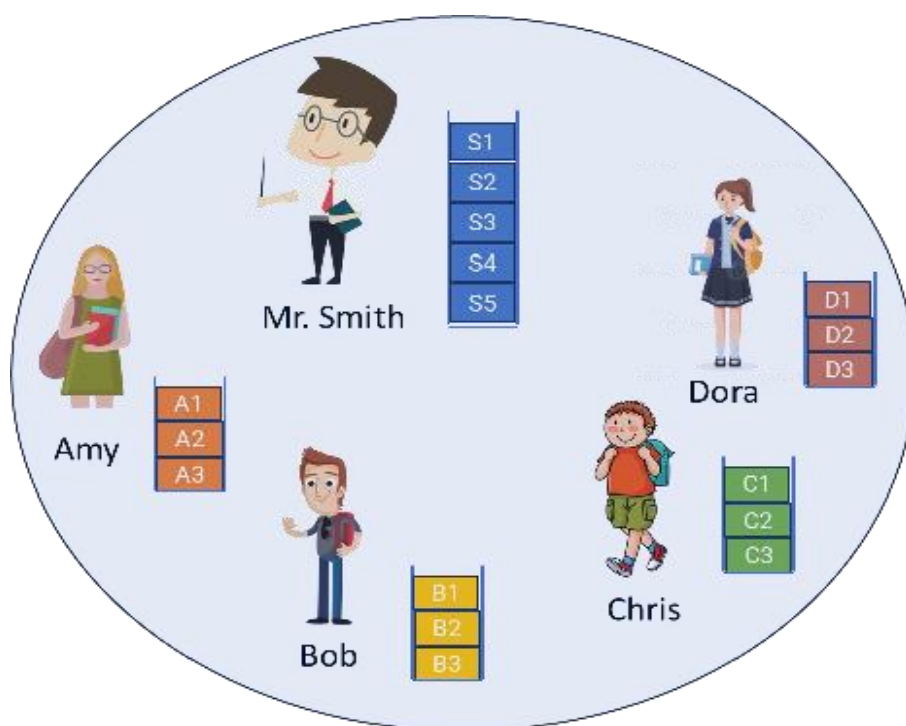 S1
S2
S3
S4
S5
Mr. Smith
D1
D2
D3
Dora
A1
A2
A3
Amy
C1
C2
C3
Chris
B1
B2
B3
Bob